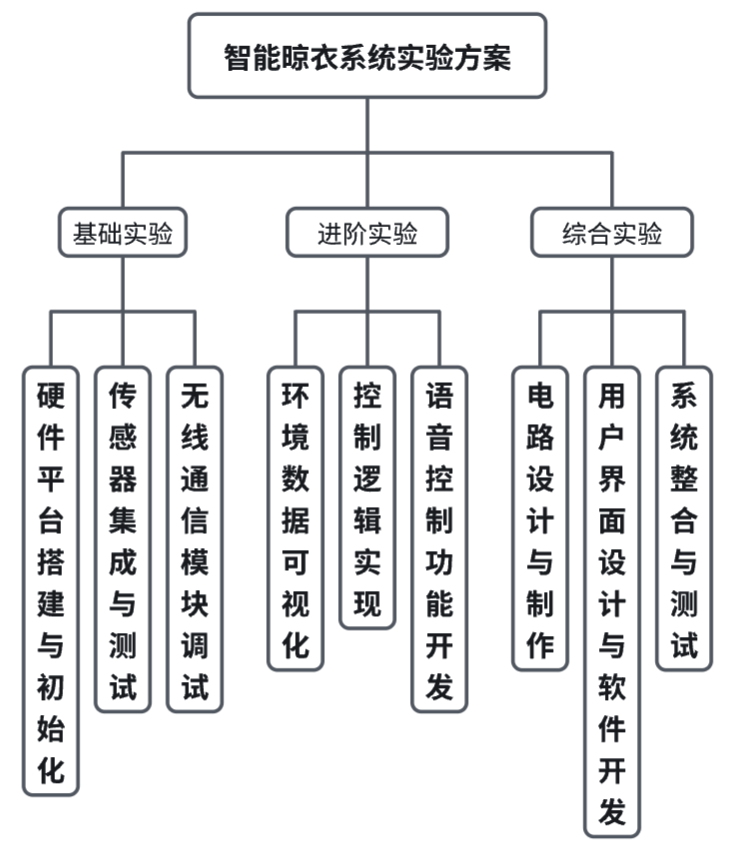 智能晾衣系统实验方案
基础实验
进阶实验
综合实验
硬件平台搭建与初始化
传感器集成与测试
无线通信模块调试
环境数据可视化
控制逻辑实现
语音控制功能开发
电路设计与制作
用户界面设计与软件开发
系统整合与测试